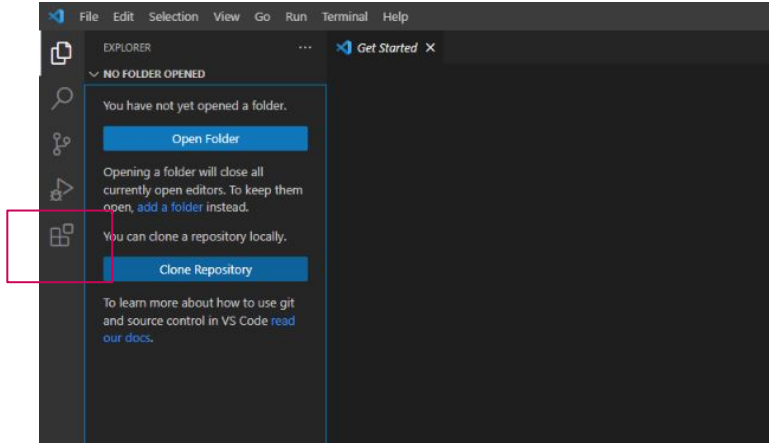 File Edit Selection View Go Run Terminal Help
EXPLORER
Get Started
NO FOLDER OPENED
You have not yet opened a folder.
Open Folder
Opening a folder will close all
currently open editors. To keep them
open, add a folder instead.
You can clone a repository locally.
Clone Repository
To learn more about how to use git
and source control in VS Code read
our docs.